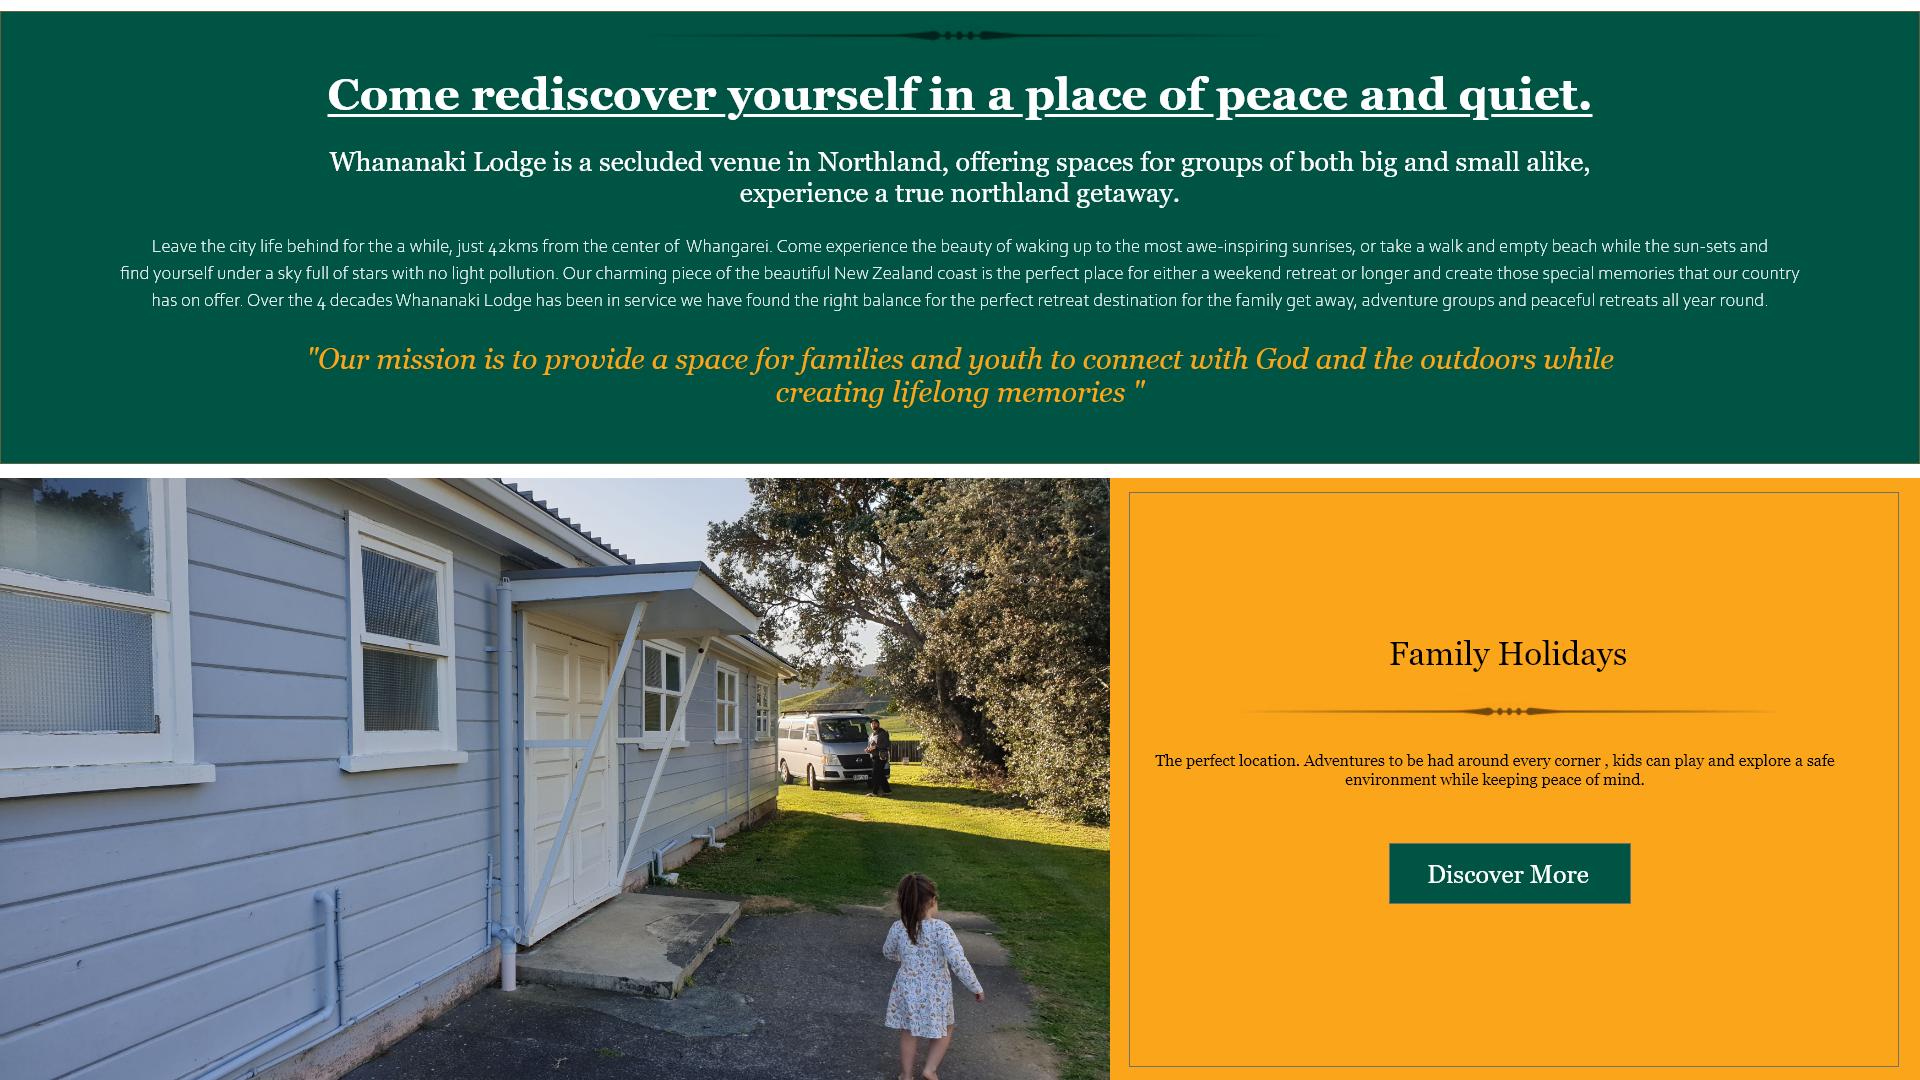 Come rediscover yourself in a place of peace and quiet.
Whananaki Lodge is a secluded venue in Northland, offering spaces for groups of both big and small alike,
experience a true northland getaway.
Leave the city life behind for the a while, just 42kms from the center of Whangarei. Come experience the beauty of waking up to the most awe-inspiring sunrises, or take a walk and empty beach while the sun-sets and
find yourself under a sky full of stars with no light pollution. Our charming piece of the beautiful New Zealand coast is the perfect place for either a weekend retreat or longer and create those special memories that our country
has on offer. Over the 4 decades Whananaki Lodge has been in service we have found the right balance for the perfect retreat destination for the family get away, adventure groups and peaceful retreats all year round.
"Our mission is to provide a space for families and youth to connect with God and the outdoors while
creating lifelong memories "
Family Holidays
The perfect location. Adventures to be had around every corner , kids can play and explore a safe
environment while keeping peace of mind.
Discover More